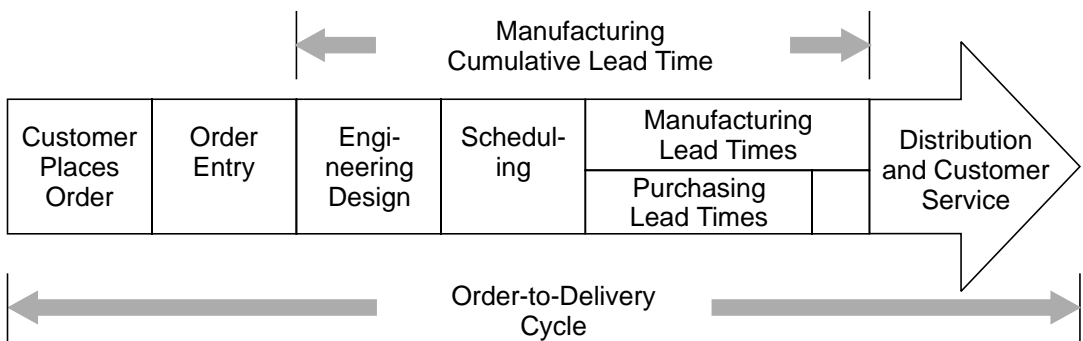 Manufacturing
Cumulative Lead Time
Customer
Places
Order
Order
Entry
Engi-
neering
Design
Schedul-
ing
Manufacturing
Lead Times
Purchasing
Lead Times
Distribution
and Customer
Service
Order-to-Delivery
Cycle